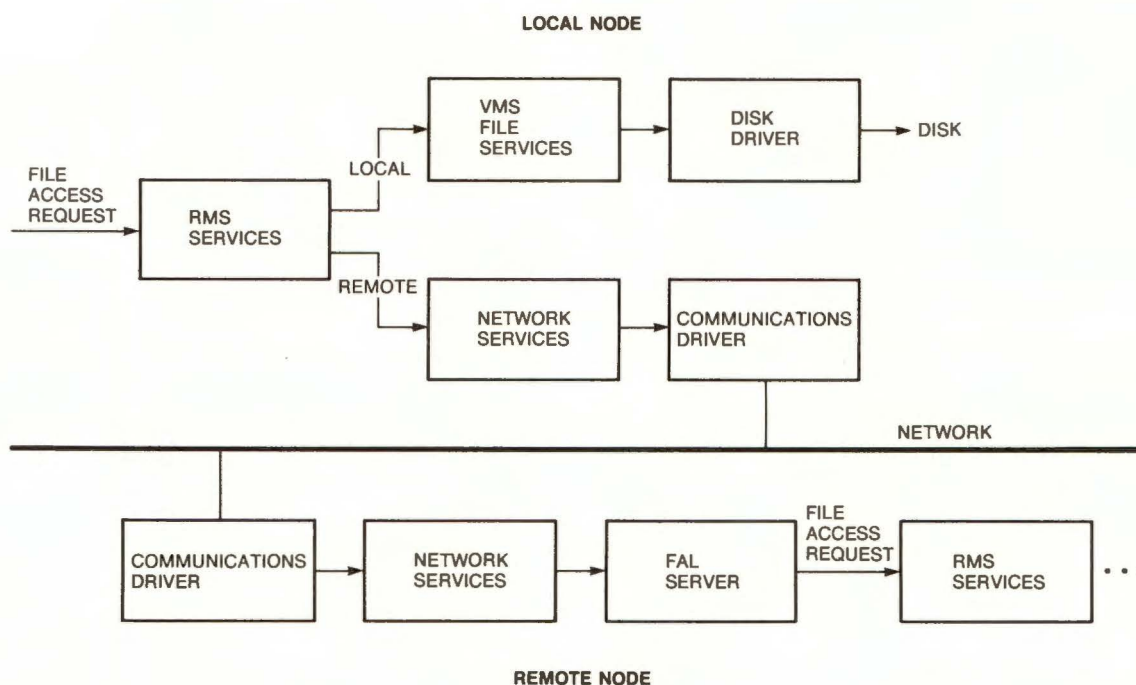 LOCAL NODE
FILE
ACCESS
REQUEST
RMS
SERVICES
LOCAL
REMOTE
VMS
FILE
SERVICES
DISK
DRIVER
DISK
NETWORK
SERVICES
COMMUNICATIONS
DRIVER
NETWORK
COMMUNICATIONS
DRIVER
NETWORK
SERVICES
FAL
SERVER
FILE
ACCESS
REQUEST
RMS
SERVICES
REMOTE NODE